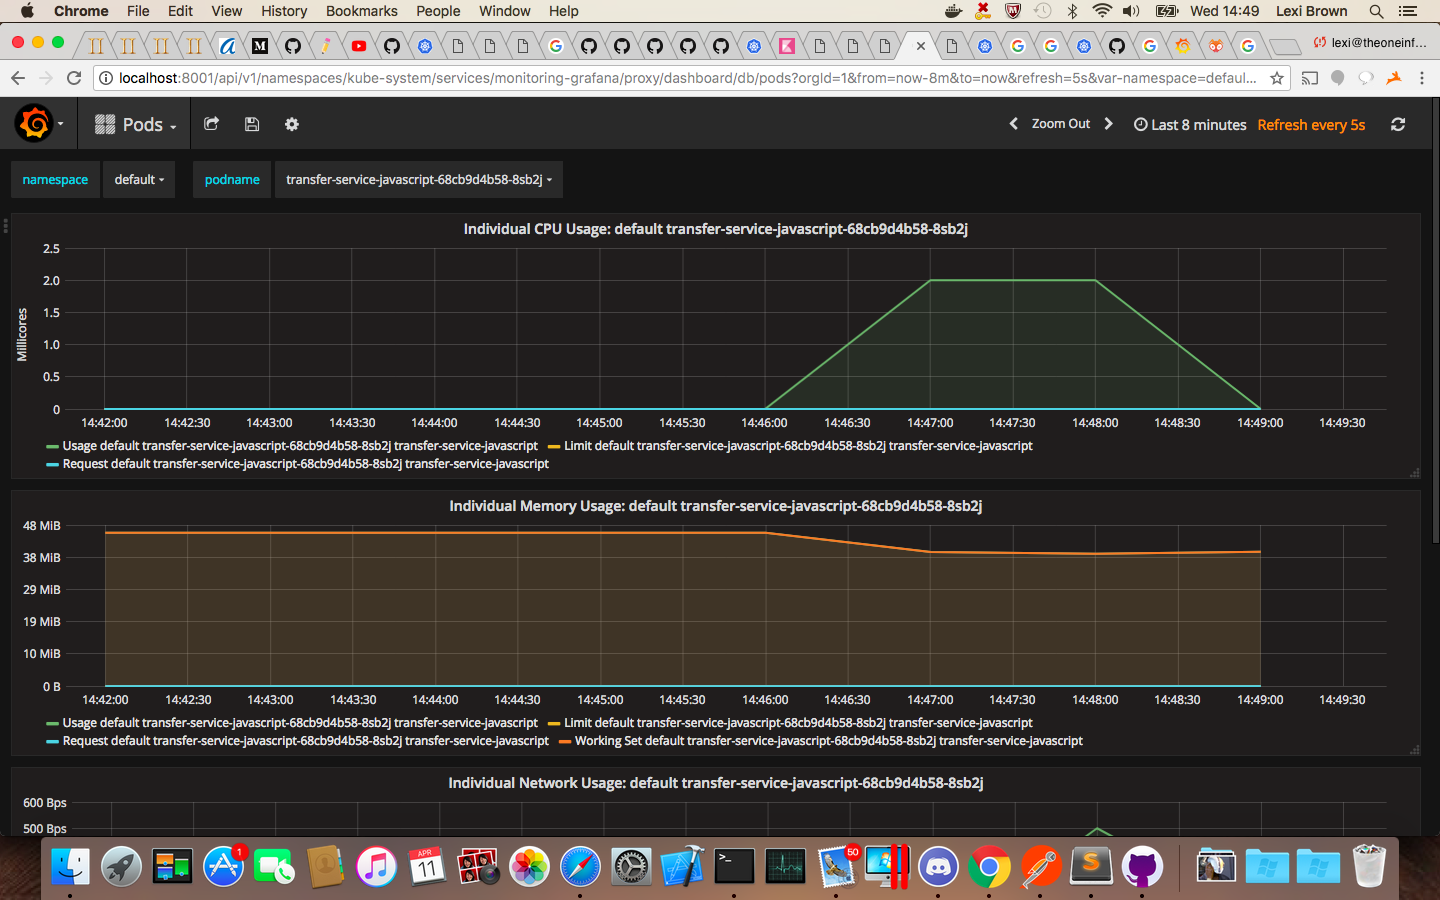 Chrome File Edit View History Bookmarks People Window Help Wed 14:49 Lexi Brown
lexi@theoneinf...
localhost:8001/api/v1/namespaces/kube-system/services/monitoring-grafana/proxy/dashboard/db/pods?orgId=1&from=now-8m&to=now&refresh=5s&var-namespace=defaul...
Pods Zoom Out Last 8 minutes Refresh every 5s
namespace default podname transfer-service-javascript-68cb9d4b58-8sb2j
Individual CPU Usage: default transfer-service-javascript-68cb9d4b58-8sb2j
2.5
2.0
1.5
1.0
0.5
0
Millicores
14:42:00 14:42:30 14:43:00 14:43:30 14:44:00 14:44:30 14:45:00 14:45:30 14:46:00 14:46:30 14:47:00 14:47:30 14:48:00 14:48:30 14:49:00 14:49:30
Usage default transfer-service-javascript-68cb9d4b58-8sb2j transfer-service-javascript Limit default transfer-service-javascript-68cb9d4b58-8sb2j transfer-service-javascript
Request default transfer-service-javascript-68cb9d4b58-8sb2j transfer-service-javascript
Individual Memory Usage: default transfer-service-javascript-68cb9d4b58-8sb2j
48 MiB
38 MiB
29 MiB
19 MiB
10 MiB
0 B
14:42:00 14:42:30 14:43:00 14:43:30 14:44:00 14:44:30 14:45:00 14:45:30 14:46:00 14:46:30 14:47:00 14:47:30 14:48:00 14:48:30 14:49:00 14:49:30
Usage default transfer-service-javascript-68cb9d4b58-8sb2j transfer-service-javascript Limit default transfer-service-javascript-68cb9d4b58-8sb2j transfer-service-javascript
Request default transfer-service-javascript-68cb9d4b58-8sb2j transfer-service-javascript Working Set default transfer-service-javascript-68cb9d4b58-8sb2j transfer-service-javascript
Individual Network Usage: default transfer-service-javascript-68cb9d4b58-8sb2j
600 Bps
500 Bps
1
APR
11
50